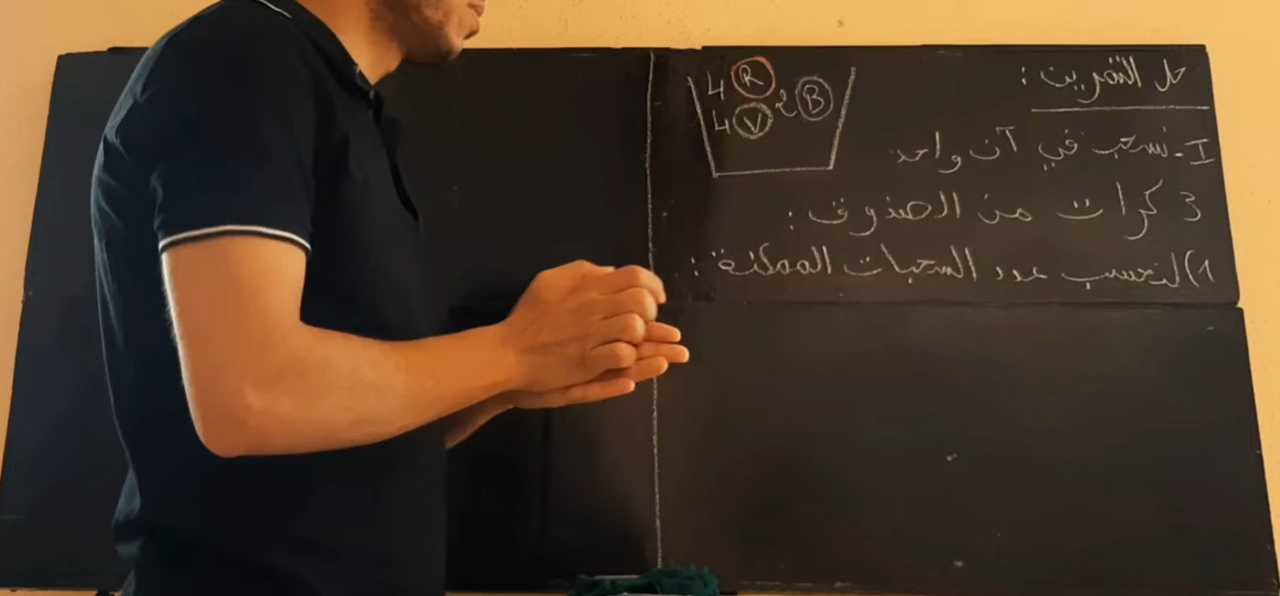 حل التمرين :
I- نسحب في آن واحد
3 كرات من الصندوق :
1) لنحسب عدد السحبات الممكنة :
4 R
2 B
4 V